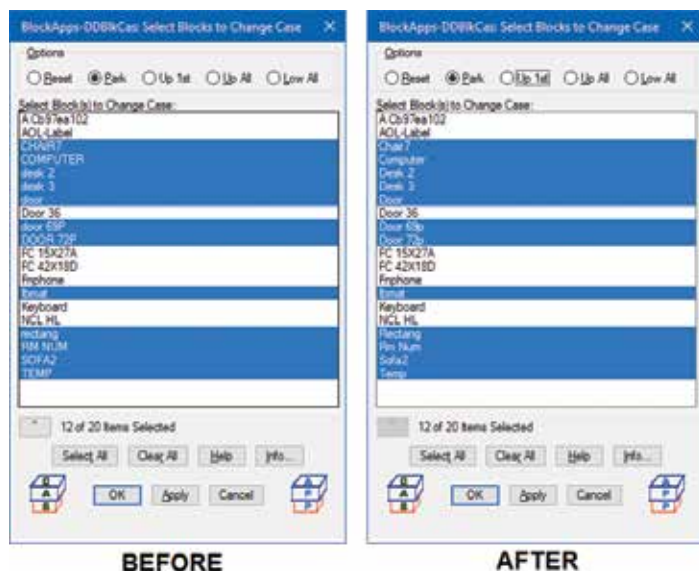 BlockApps-DDBlkCas: Select Blocks to Change Case
Options
Reset Park Up 1st Up All Low All
Select Block(s) to Change Case:
A Cb97ea102
AOL-Label
CHAIR7
COMPUTER
desk 2
desk 3
door
Door 36
door 69P
DOOR 72P
FC 15X27A
FC 42X18D
Fnphone
Keyboard
NCL HL
rectang
RM NUM
SOFA2
TEMP
12 of 20 Items Selected
Select All Clear All Help Info...
OK Apply Cancel
BEFORE
BlockApps-DDBlkCas: Select Blocks to Change Case
Options
Reset Park Up 1st Up All Low All
Select Block(s) to Change Case:
A Cb97ea102
AOL-Label
Chair7
Computer
Desk 2
Desk 3
Door
Door 36
Door 69p
Door 72p
FC 15X27A
FC 42X18D
Fnphone
Keyboard
NCL HL
Rectang
Rm Num
Sofa2
Temp
12 of 20 Items Selected
Select All Clear All Help Info...
OK Apply Cancel
AFTER